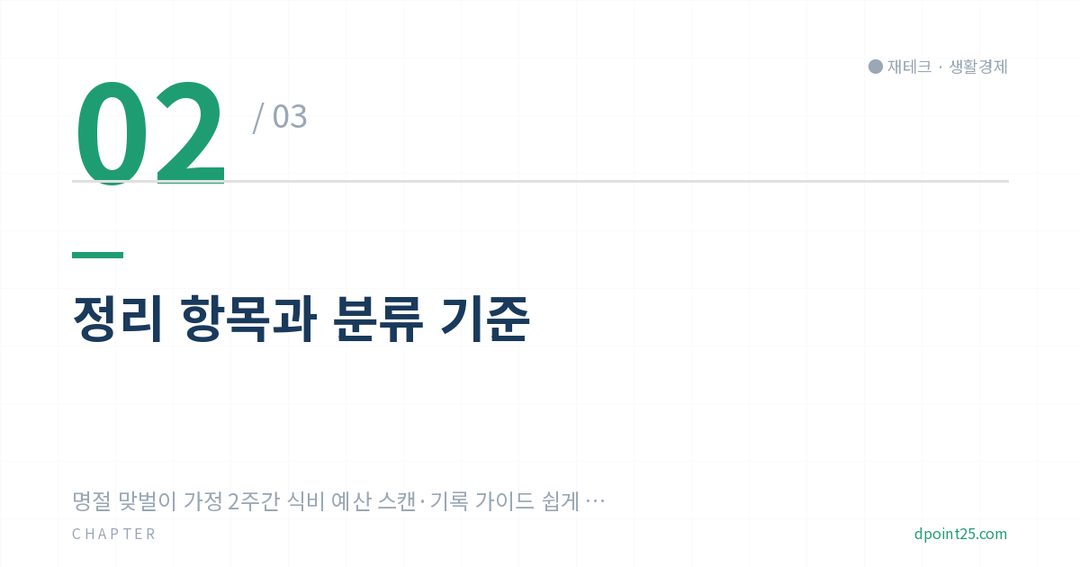 02 / 03
● 재테크 · 생활경제
정리 항목과 분류 기준
명절 맞벌이 가정 2주간 식비 예산 스캔·기록 가이드 쉽게 …
CHAPTER
dpoint25.com